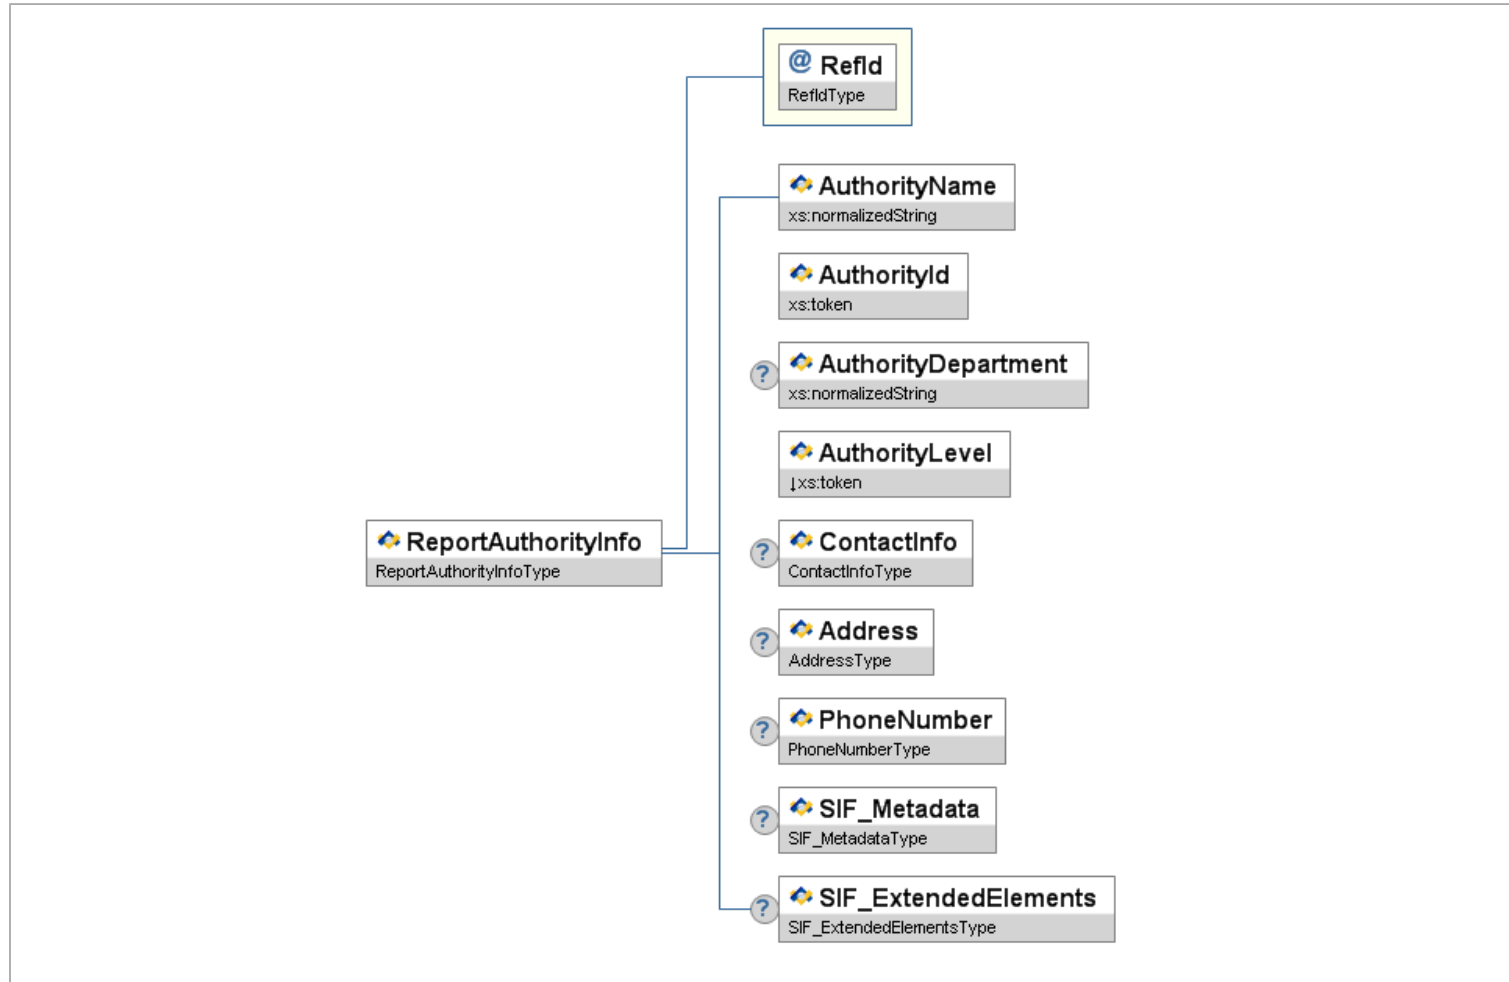 @ RefId
RefIdType
AuthorityName
xs:normalizedString
AuthorityId
xs:token
? AuthorityDepartment
xs:normalizedString
AuthorityLevel
↓xs:token
ReportAuthorityInfo
ReportAuthorityInfoType
? ContactInfo
ContactInfoType
? Address
AddressType
? PhoneNumber
PhoneNumberType
? SIF_Metadata
SIF_MetadataType
? SIF_ExtendedElements
SIF_ExtendedElementsType